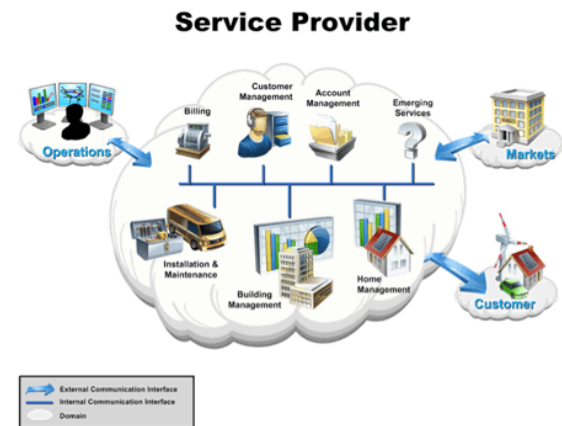 Service Provider
Customer
Management
Account
Management
Emerging
Services
Billing
Operations
Markets
Installation &
Maintenance
Building
Management
Home
Management
Customer
External Communication Interface
Internal Communication Interface
Domain